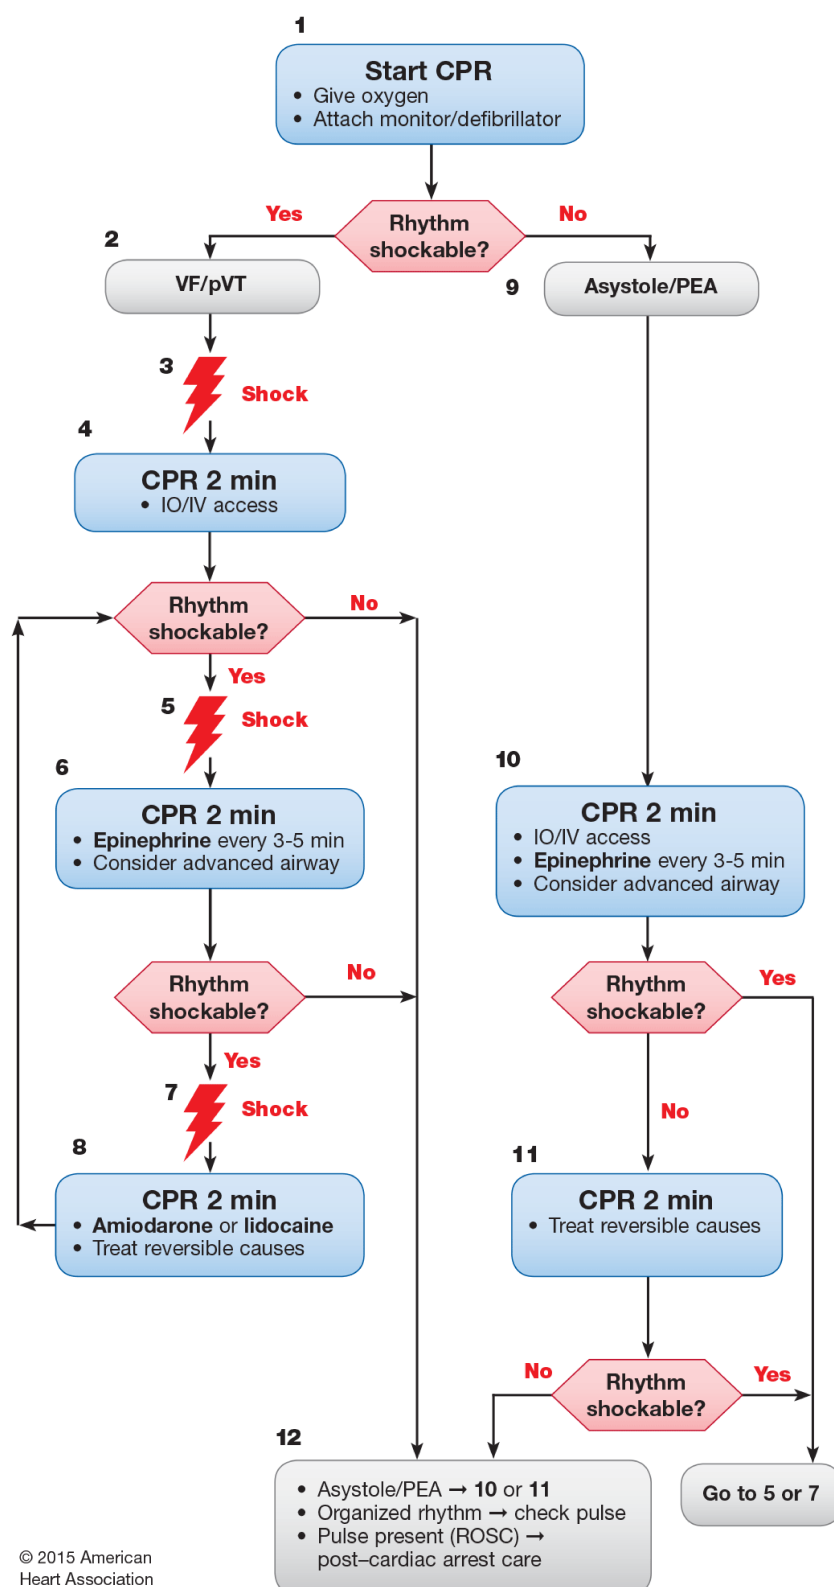 1
Start CPR
• Give oxygen
• Attach monitor/defibrillator
Rhythm
shockable?
Yes
No
2
VF/pVT
9
Asystole/PEA
3
Shock
4
CPR 2 min
• IO/IV access
Rhythm
shockable?
No
Yes
5
Shock
6
CPR 2 min
• Epinephrine every 3-5 min
• Consider advanced airway
10
CPR 2 min
• IO/IV access
• Epinephrine every 3-5 min
• Consider advanced airway
Rhythm
shockable?
No
Yes
Rhythm
shockable?
Yes
No
7
Shock
8
CPR 2 min
• Amiodarone or lidocaine
• Treat reversible causes
11
CPR 2 min
• Treat reversible causes
Rhythm
shockable?
No
Yes
12
• Asystole/PEA → 10 or 11
• Organized rhythm → check pulse
• Pulse present (ROSC) →
post–cardiac arrest care
Go to 5 or 7
© 2015 American
Heart Association